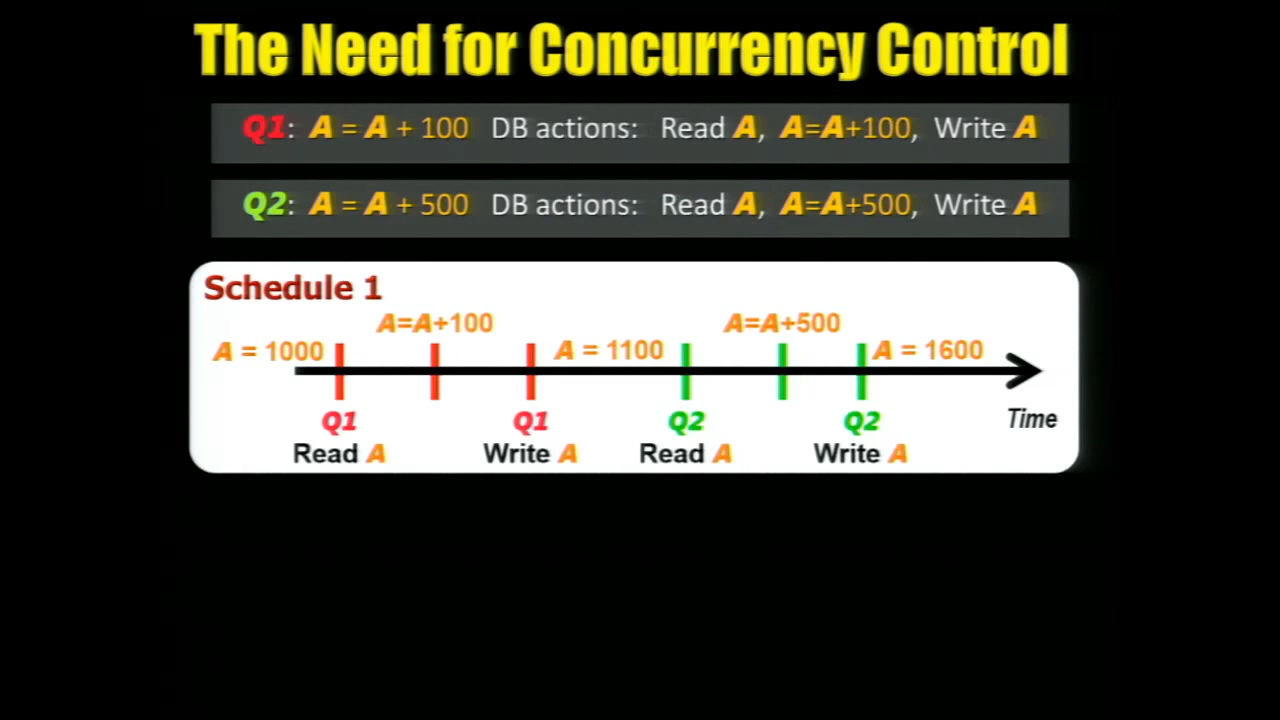 The Need for Concurrency Control
Q1: A = A + 100 DB actions: Read A, A=A+100, Write A
Q2: A = A + 500 DB actions: Read A, A=A+500, Write A
Schedule 1
A=A+100 A=A+500
A = 1000 A = 1100 A = 1600
Q1 Q1 Q2 Q2 Time
Read A Write A Read A Write A